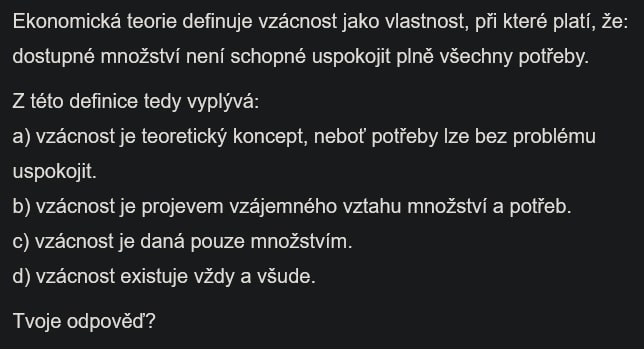 Ekonomická teorie definuje vzácnost jako vlastnost, při které platí, že:
dostupné množství není schopné uspokojit plně všechny potřeby.
Z této definice tedy vyplývá:
a) vzácnost je teoretický koncept, neboť potřeby lze bez problému
uspokojit.
b) vzácnost je projevem vzájemného vztahu množství a potřeb.
c) vzácnost je daná pouze množstvím.
d) vzácnost existuje vždy a všude.
Tvoje odpověď?